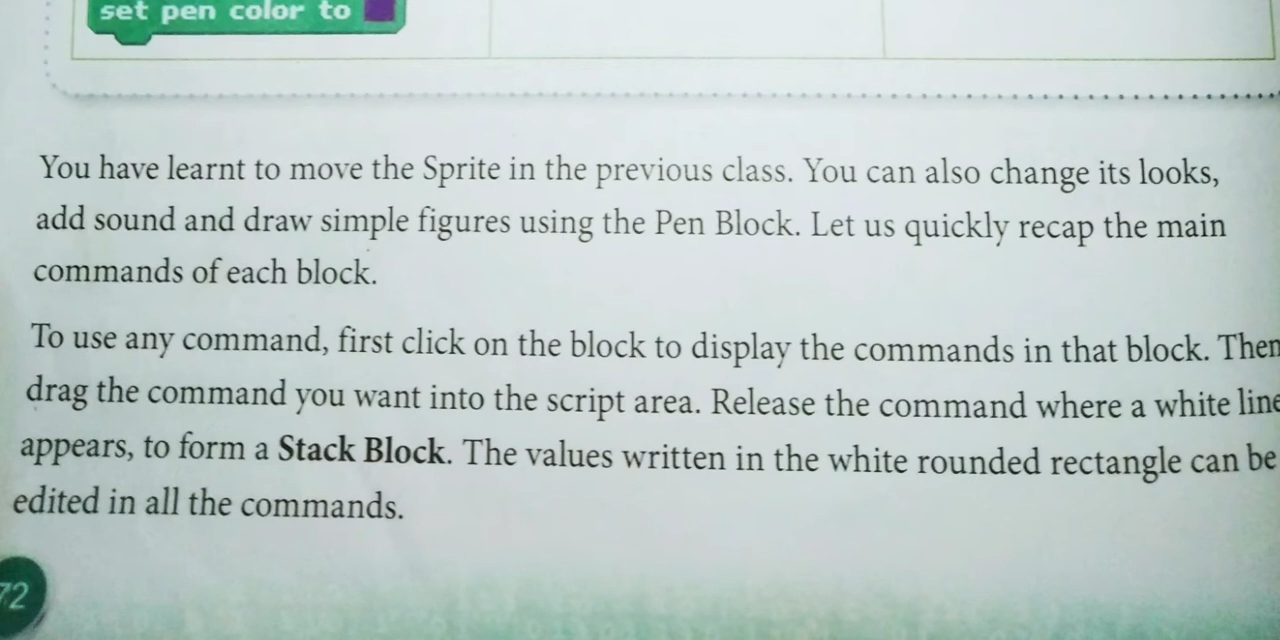 set pen color to
You have learnt to move the Sprite in the previous class. You can also change its looks,
add sound and draw simple figures using the Pen Block. Let us quickly recap the main
commands of each block.
To use any command, first click on the block to display the commands in that block. Then
drag the command you want into the script area. Release the command where a white line
appears, to form a Stack Block. The values written in the white rounded rectangle can be
edited in all the commands.
72